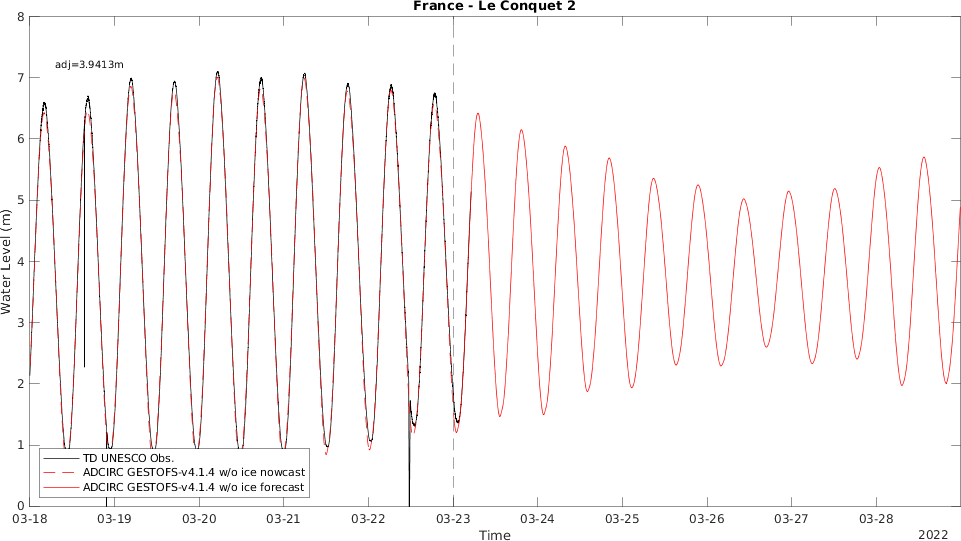 France - Le Conquet 2
8
adj=3.9413m
7
6
5
4
3
2
1
0
Water Level (m)
TD UNESCO Obs.
ADCIRC GESTOFS-v4.1.4 w/o ice nowcast
ADCIRC GESTOFS-v4.1.4 w/o ice forecast
03-18 03-19 03-20 03-21 03-22 03-23 03-24 03-25 03-26 03-27 03-28
Time
2022